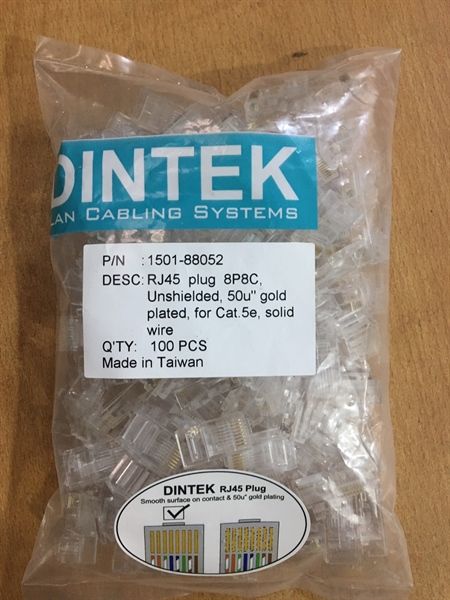 DINTEK
LAN CABLING SYSTEMS
P/N : 1501-88052
DESC: RJ45 plug 8P8C,
Unshielded, 50u" gold
plated, for Cat.5e, solid
wire
Q'TY: 100 PCS
Made in Taiwan
DINTEK RJ45 Plug
Smooth surface on contact & 50u" gold plating